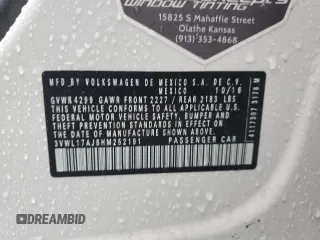 WINDOW TINTING
15825 S Mahaffie Street
Olathe Kansas
(913) 353-4868
MFD. BY VOLKSWAGEN DE MEXICO S.A. DE C.V.
MEXICO 10/16
GVWR 4299 GAWR FRONT 2227 / REAR 2183 LBS
THIS VEHICLE CONFORMS TO ALL APPLICABLE U.S.
FEDERAL MOTOR VEHICLE SAFETY, BUMPER AND
THEFT PREVENTION STANDARDS IN EFFECT ON THE
DATE OF MANUFACTURE SHOWN ABOVE.
3VWL17AJ8HM252191 PASSENGER CAR
DREAMBID